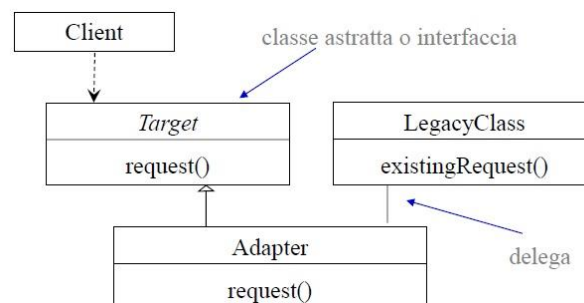 Client
classe astratta o interfaccia
Target
LegacyClass
request()
existingRequest()
Adapter
delega
request()